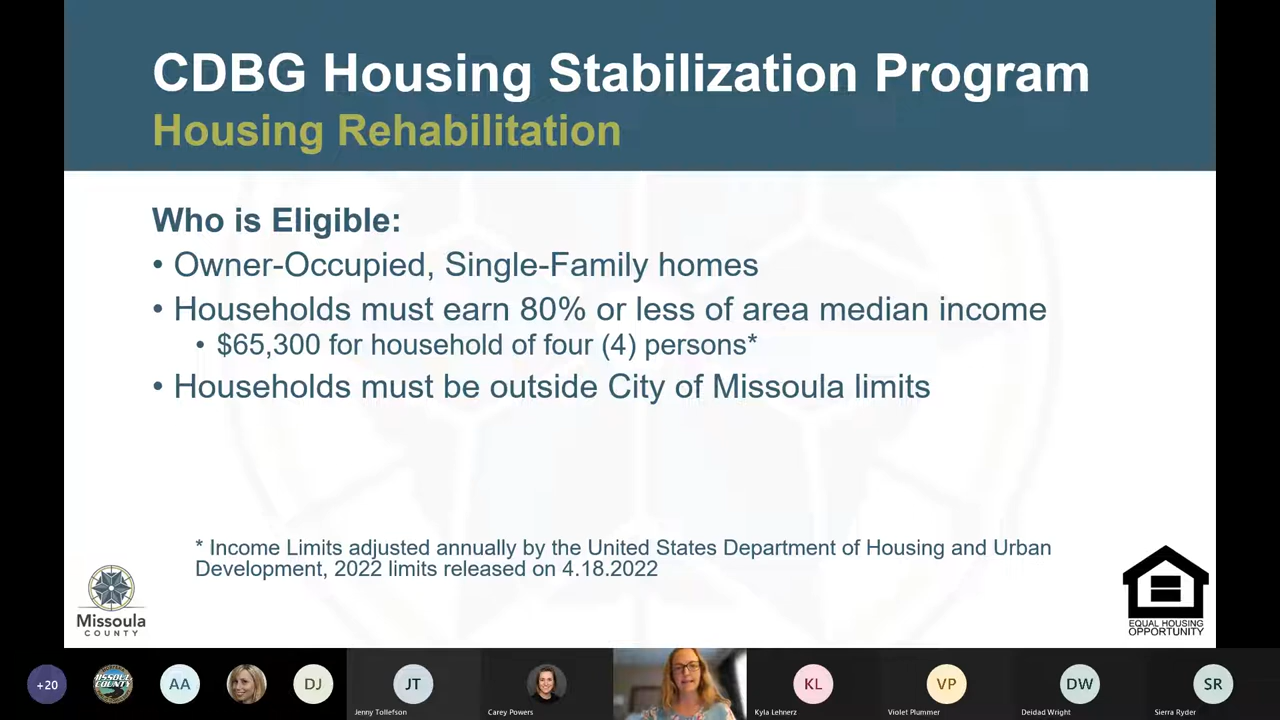 CDBG Housing Stabilization Program
Housing Rehabilitation
Who is Eligible:
• Owner-Occupied, Single-Family homes
• Households must earn 80% or less of area median income
• $65,300 for household of four (4) persons*
• Households must be outside City of Missoula limits
* Income Limits adjusted annually by the United States Department of Housing and Urban
Development, 2022 limits released on 4.18.2022
Missoula
COUNTY
EQUAL HOUSING
OPPORTUNITY
+20
MISSOULA
COUNTY
AA
DJ
JT
KL
VP
DW
SR
Jenny Tollefson
Carey Powers
Kyla Lehnerz
Violet Plummer
Deidad Wright
Sierra Ryder